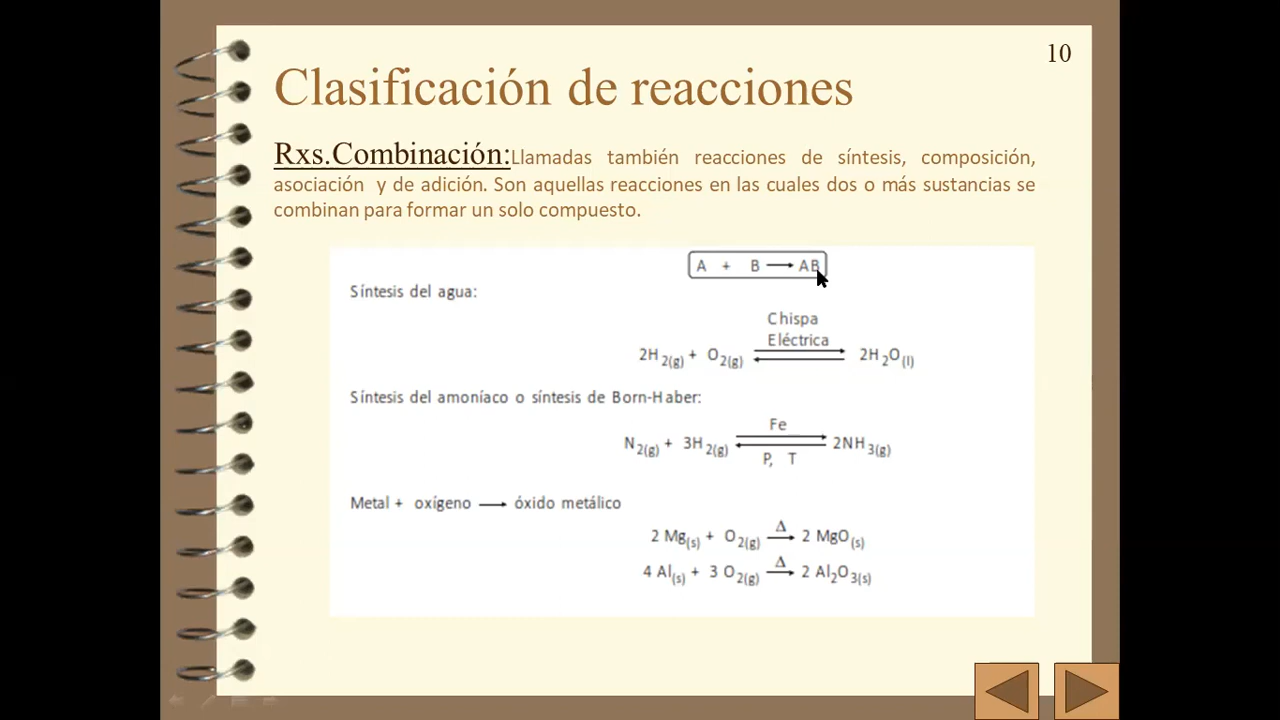 10
Clasificación de reacciones
Rxs.Combinación:Llamadas también reacciones de síntesis, composición,
asociación y de adición. Son aquellas reacciones en las cuales dos o más sustancias se
combinan para formar un solo compuesto.
A + B ⟶ AB
Síntesis del agua:
Chispa
Eléctrica
2H₂(g) + O₂(g) ⇌ 2H₂O(l)
Síntesis del amoníaco o síntesis de Born-Haber:
Fe
N₂(g) + 3H₂(g) ⇌ 2NH₃(g)
P, T
Metal + oxígeno ⟶ óxido metálico
Δ
2 Mg(s) + O₂(g) ⟶ 2 MgO(s)
Δ
4 Al(s) + 3 O₂(g) ⟶ 2 Al₂O₃(s)